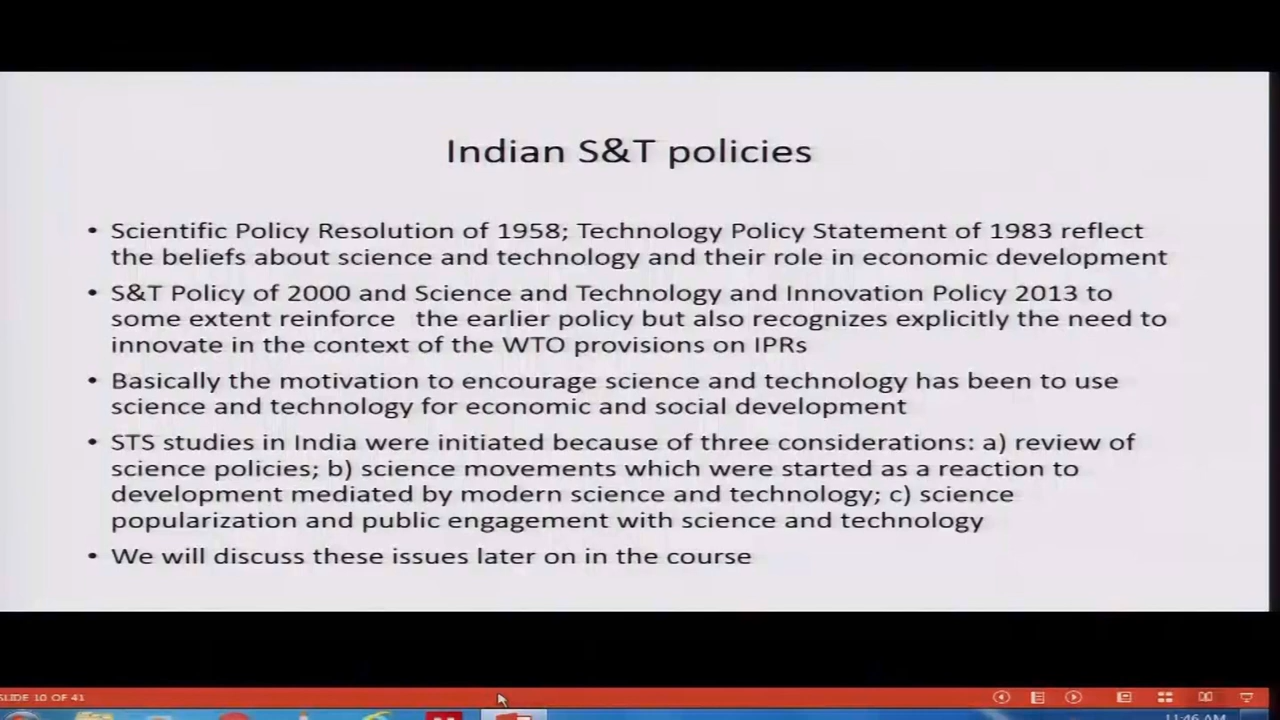 Indian S&T policies
• Scientific Policy Resolution of 1958; Technology Policy Statement of 1983 reflect
the beliefs about science and technology and their role in economic development
• S&T Policy of 2000 and Science and Technology and Innovation Policy 2013 to
some extent reinforce the earlier policy but also recognizes explicitly the need to
innovate in the context of the WTO provisions on IPRs
• Basically the motivation to encourage science and technology has been to use
science and technology for economic and social development
• STS studies in India were initiated because of three considerations: a) review of
science policies; b) science movements which were started as a reaction to
development mediated by modern science and technology; c) science
popularization and public engagement with science and technology
• We will discuss these issues later on in the course
SLIDE 10 OF 41
11:46 AM